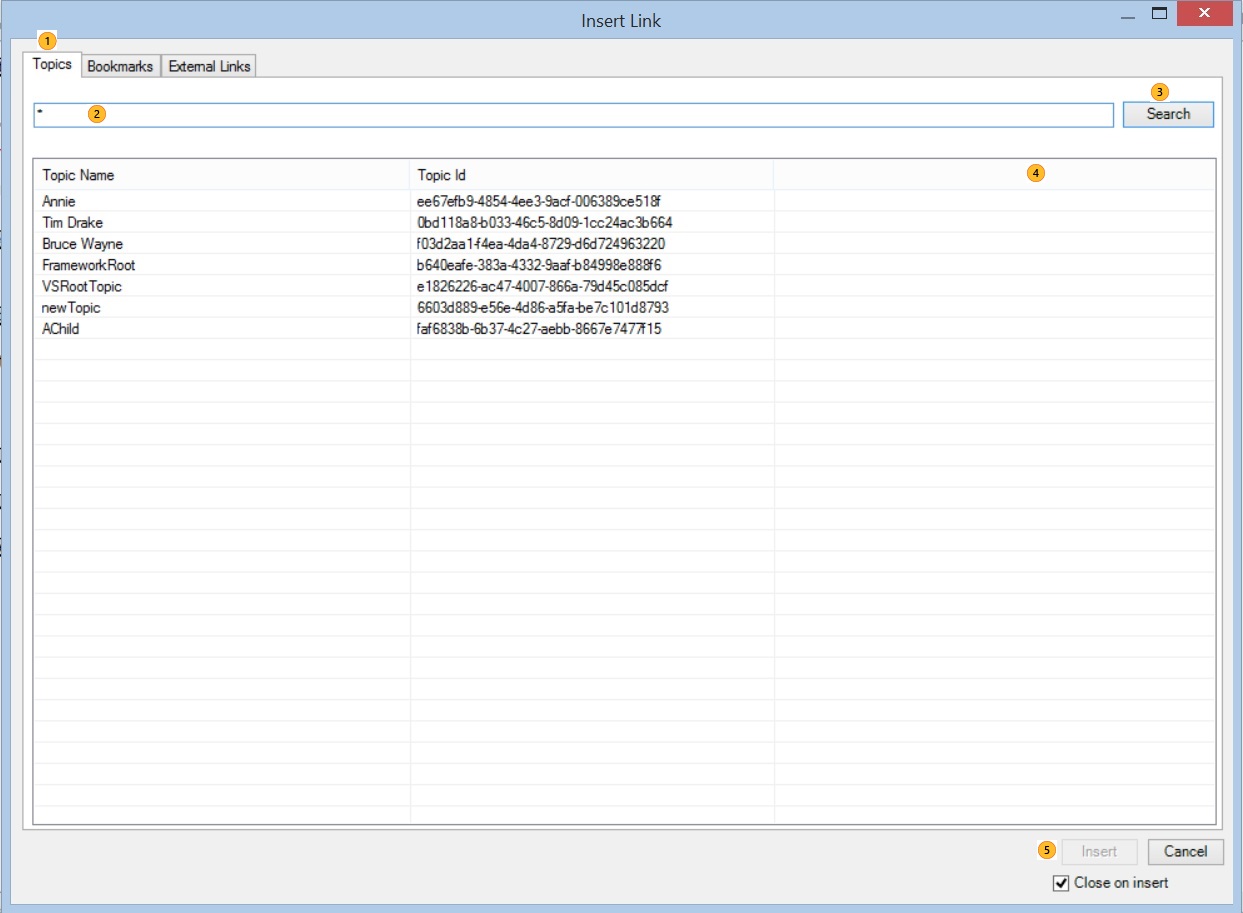 Insert Link
1
Topics Bookmarks External Links
* 2
3
Search
Topic Name Topic Id 4
Annie ee67efb9-4854-4ee3-9acf-006389ce518f
Tim Drake 0bd118a8-b033-46c5-8d09-1cc24ac3b664
Bruce Wayne f03d2aa1-f4ea-4da4-8729-d6d724963220
FrameworkRoot b640eafe-383a-4332-9aaf-b84998e888f6
VSRootTopic e1826226-ac47-4007-866a-79d45c085dcf
newTopic 6603d889-e56e-4d86-a5fa-be7c101d8793
AChild faf6838b-6b37-4c27-aebb-8667e7477f15
5 Insert Cancel
Close on insert